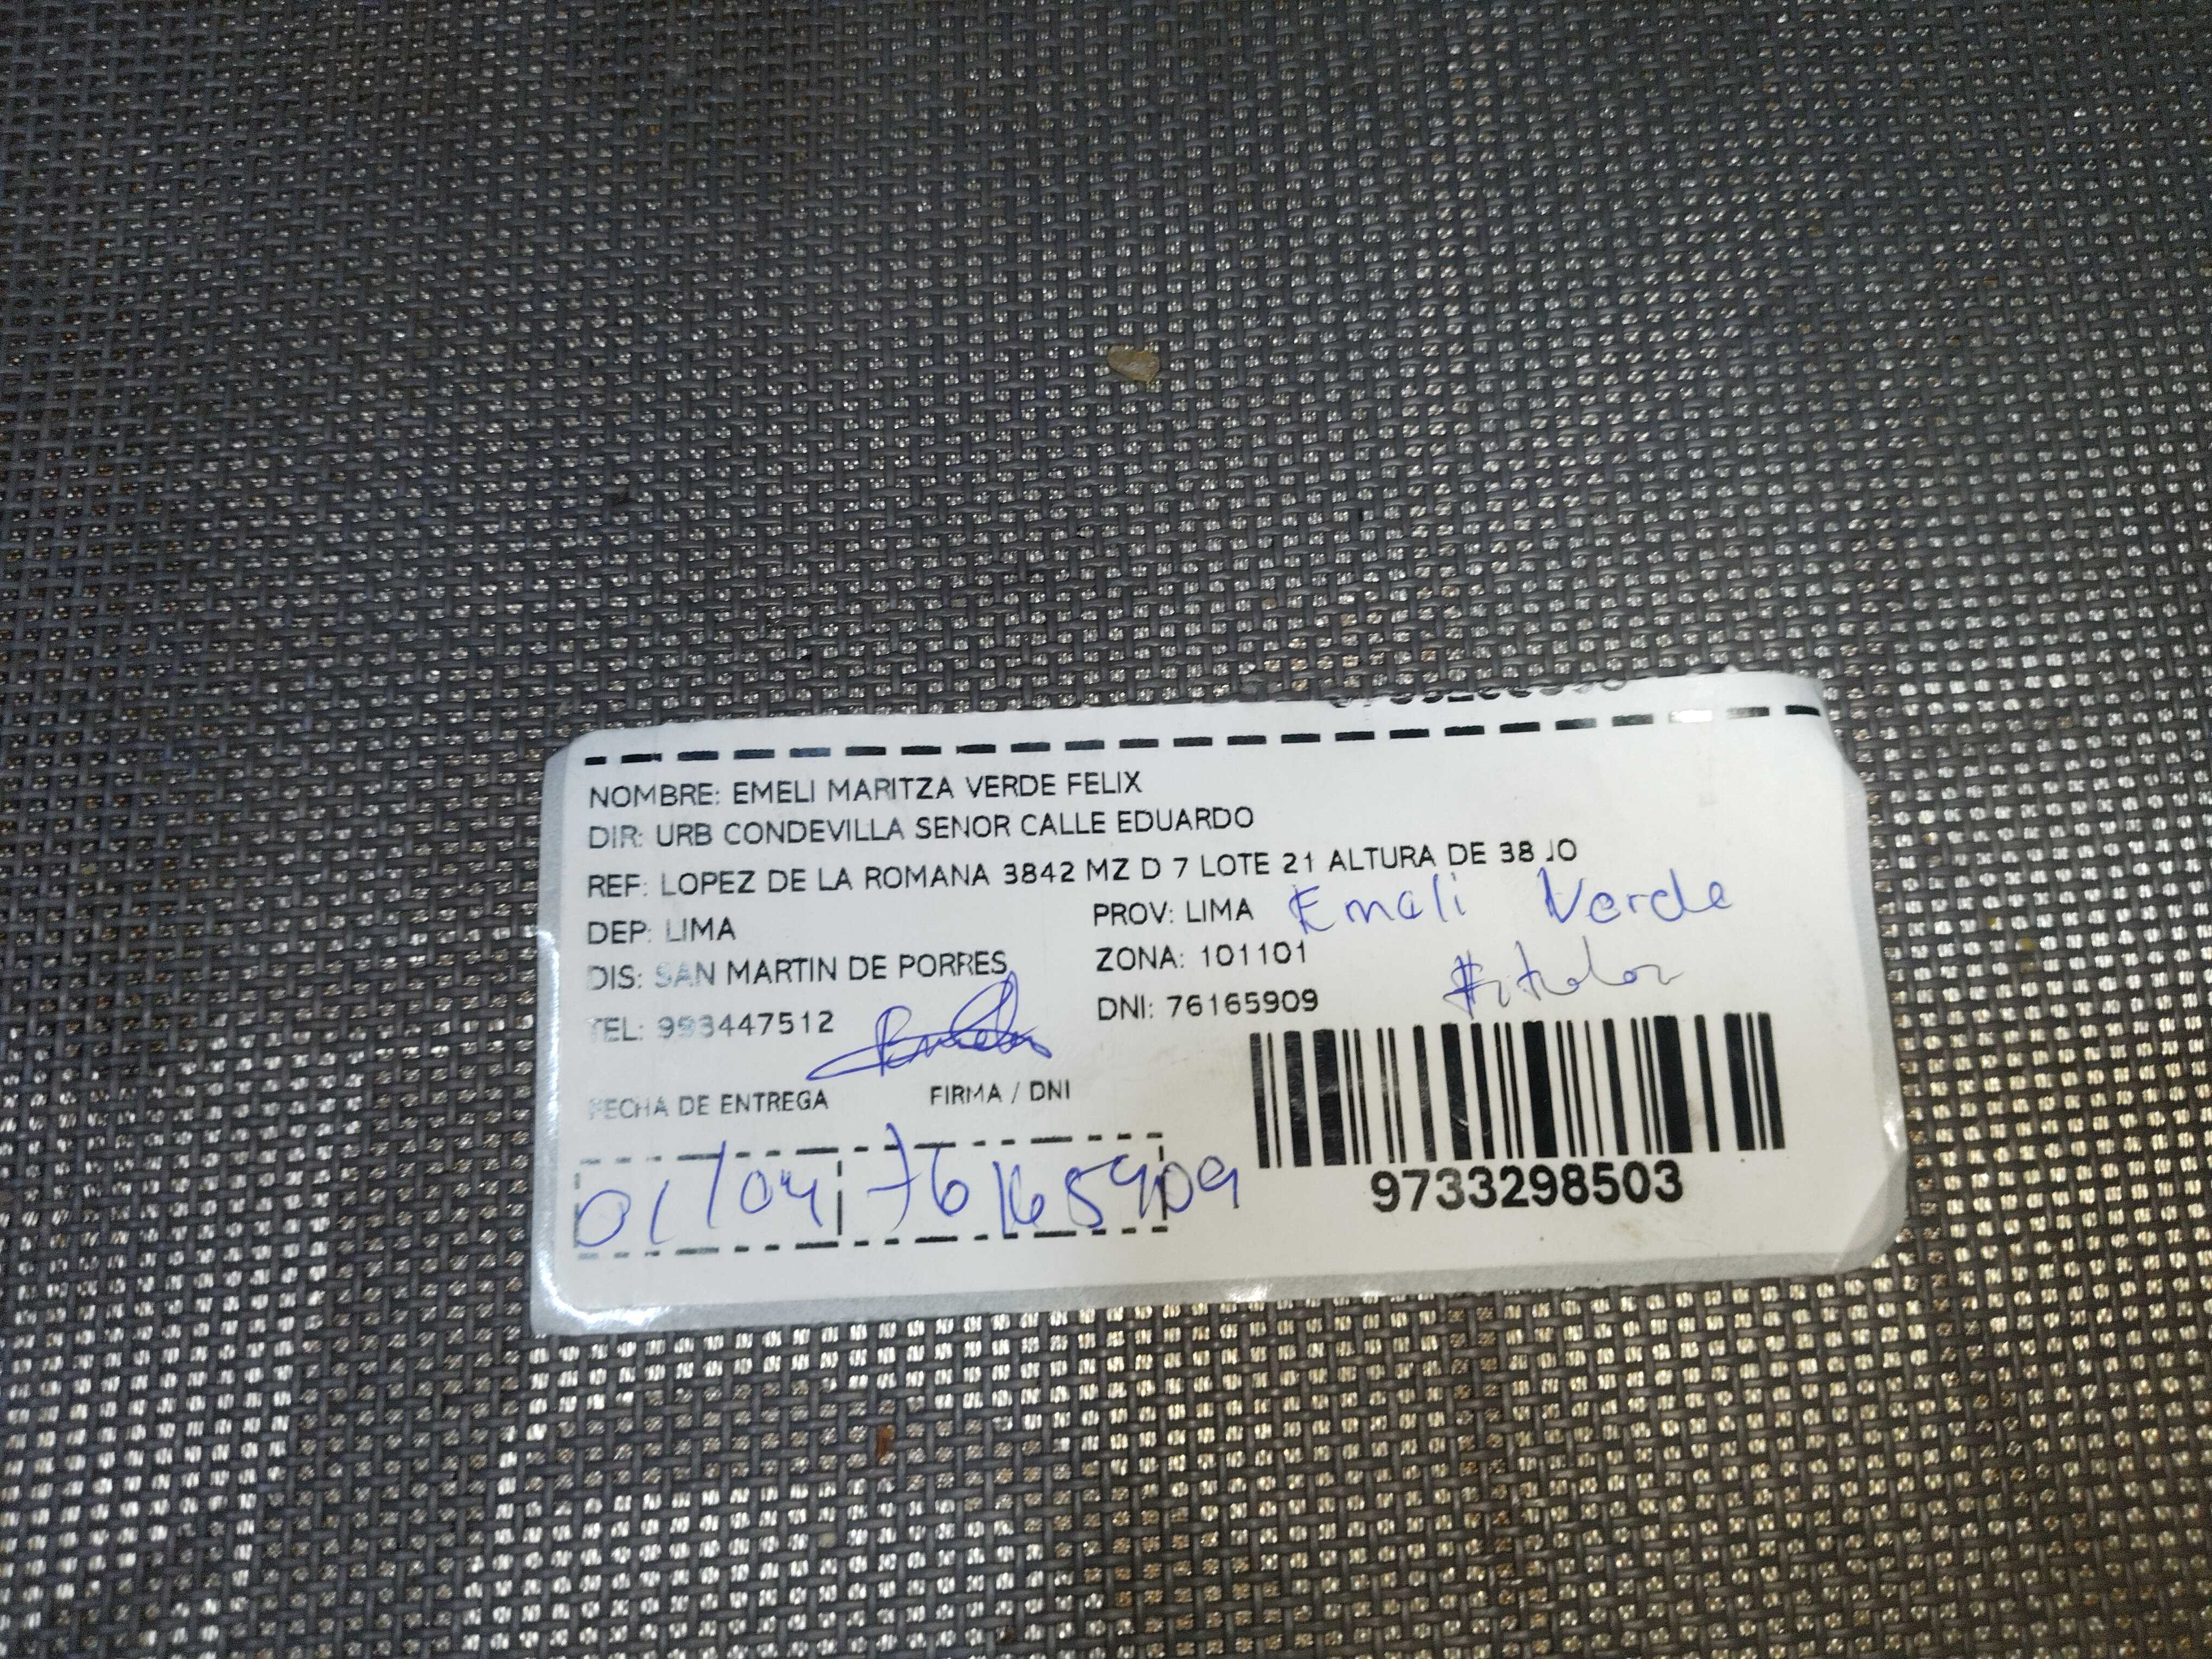 NOMBRE: EMELI MARITZA VERDE FELIX
DIR: URB CONDEVILLA SENOR CALLE EDUARDO
REF: LOPEZ DE LA ROMANA 3842 MZ D 7 LOTE 21 ALTURA DE 38 JO
DEP: LIMA PROV: LIMA Emeli Verde
DIS: SAN MARTIN DE PORRES ZONA: 101101 titular
TEL: 993447512 DNI: 76165909
FECHA DE ENTREGA FIRMA / DNI
01/04 76165909
9733298503